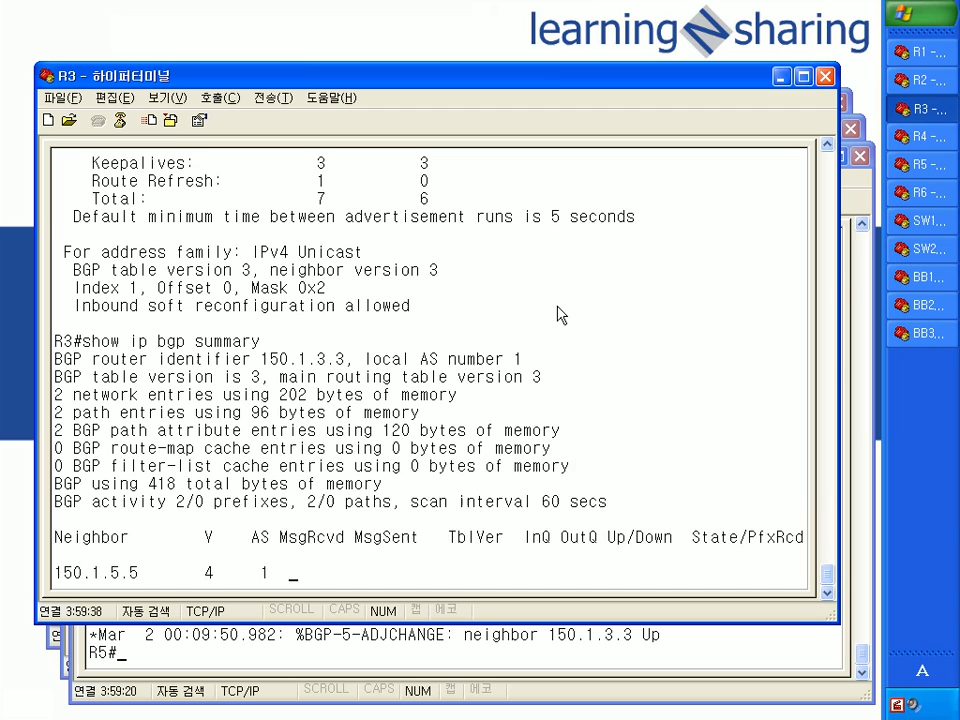 learning N sharing
R3 - 하이퍼터미널
파일(F) 편집(E) 보기(V) 호출(C) 전송(T) 도움말(H)
Keepalives: 3 3
Route Refresh: 1 0
Total: 7 6
Default minimum time between advertisement runs is 5 seconds
For address family: IPv4 Unicast
BGP table version 3, neighbor version 3
Index 1, Offset 0, Mask 0x2
Inbound soft reconfiguration allowed
R3#show ip bgp summary
BGP router identifier 150.1.3.3, local AS number 1
BGP table version is 3, main routing table version 3
2 network entries using 202 bytes of memory
2 path entries using 96 bytes of memory
2 BGP path attribute entries using 120 bytes of memory
0 BGP route-map cache entries using 0 bytes of memory
0 BGP filter-list cache entries using 0 bytes of memory
BGP using 418 total bytes of memory
BGP activity 2/0 prefixes, 2/0 paths, scan interval 60 secs
Neighbor V AS MsgRcvd MsgSent TblVer InQ OutQ Up/Down State/PfxRcd
150.1.5.5 4 1 _
연결 3:59:38 자동 검색 TCP/IP SCROLL CAPS NUM 캡 에코
*Mar 2 00:09:50.982: %BGP-5-ADJCHANGE: neighbor 150.1.3.3 Up
R5#_
연결 3:59:20 자동 검색 TCP/IP SCROLL CAPS NUM 캡 에코
R1 -...
R2 -...
R3 -...
R4 -...
R5 -...
R6 -...
SW1...
SW2...
BB1...
BB2...
BB3...
A